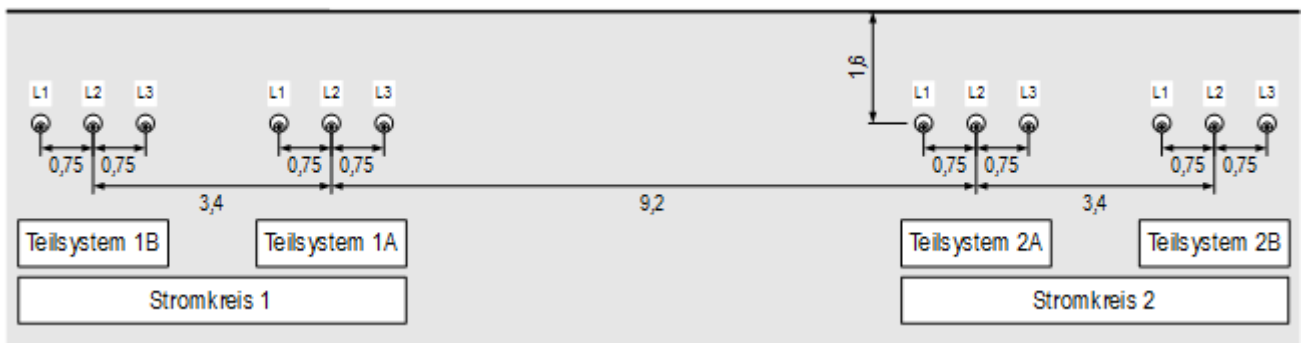 1,6
L1 L2 L3 L1 L2 L3 L1 L2 L3 L1 L2 L3
0,75 0,75 0,75 0,75 0,75 0,75 0,75 0,75
3,4 9,2 3,4
Teilsystem 1B Teilsystem 1A Teilsystem 2A Teilsystem 2B
Stromkreis 1 Stromkreis 2